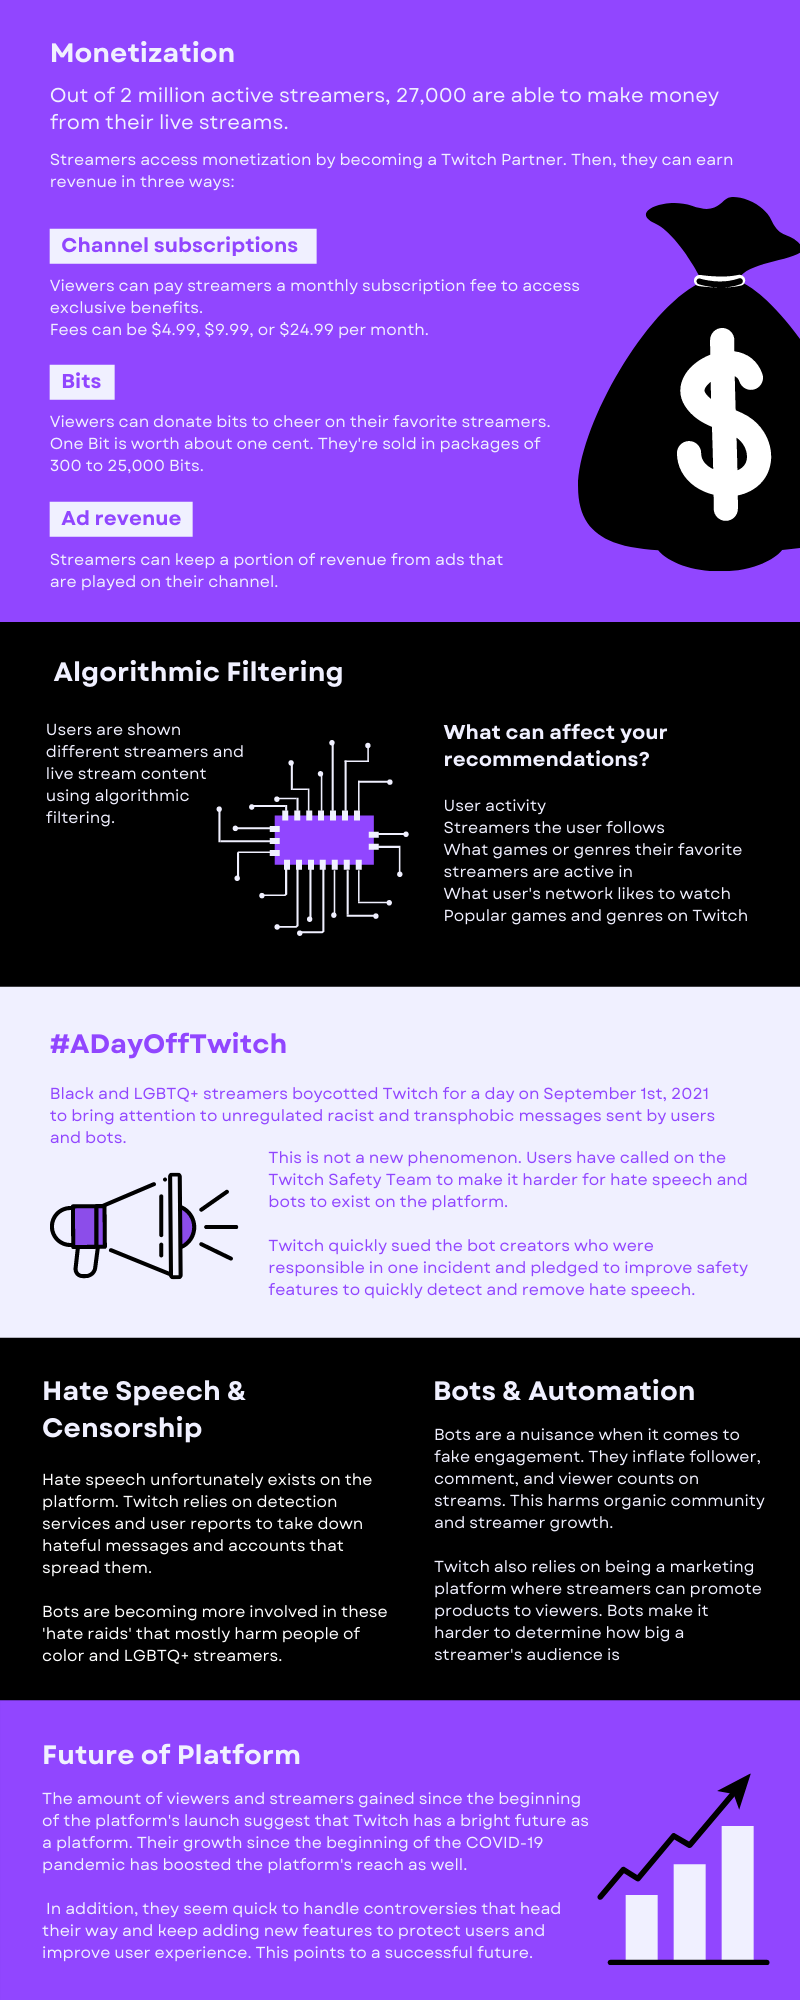 Monetization
Out of 2 million active streamers, 27,000 are able to make money
from their live streams.
Streamers access monetization by becoming a Twitch Partner. Then, they can earn
revenue in three ways:
Channel subscriptions
Viewers can pay streamers a monthly subscription fee to access
exclusive benefits.
Fees can be $4.99, $9.99, or $24.99 per month.
Bits
Viewers can donate bits to cheer on their favorite streamers.
One Bit is worth about one cent. They're sold in packages of
300 to 25,000 Bits.
Ad revenue
Streamers can keep a portion of revenue from ads that
are played on their channel.
$
Algorithmic Filtering
Users are shown
different streamers and
live stream content
using algorithmic
filtering.
What can affect your
recommendations?
User activity
Streamers the user follows
What games or genres their favorite
streamers are active in
What user's network likes to watch
Popular games and genres on Twitch
#ADayOffTwitch
Black and LGBTQ+ streamers boycotted Twitch for a day on September 1st, 2021
to bring attention to unregulated racist and transphobic messages sent by users
and bots.
This is not a new phenomenon. Users have called on the
Twitch Safety Team to make it harder for hate speech and
bots to exist on the platform.
Twitch quickly sued the bot creators who were
responsible in one incident and pledged to improve safety
features to quickly detect and remove hate speech.
Hate Speech &
Censorship
Hate speech unfortunately exists on the
platform. Twitch relies on detection
services and user reports to take down
hateful messages and accounts that
spread them.
Bots are becoming more involved in these
'hate raids' that mostly harm people of
color and LGBTQ+ streamers.
Bots & Automation
Bots are a nuisance when it comes to
fake engagement. They inflate follower,
comment, and viewer counts on
streams. This harms organic community
and streamer growth.
Twitch also relies on being a marketing
platform where streamers can promote
products to viewers. Bots make it
harder to determine how big a
streamer's audience is
Future of Platform
The amount of viewers and streamers gained since the beginning
of the platform's launch suggest that Twitch has a bright future as
a platform. Their growth since the beginning of the COVID-19
pandemic has boosted the platform's reach as well.
In addition, they seem quick to handle controversies that head
their way and keep adding new features to protect users and
improve user experience. This points to a successful future.